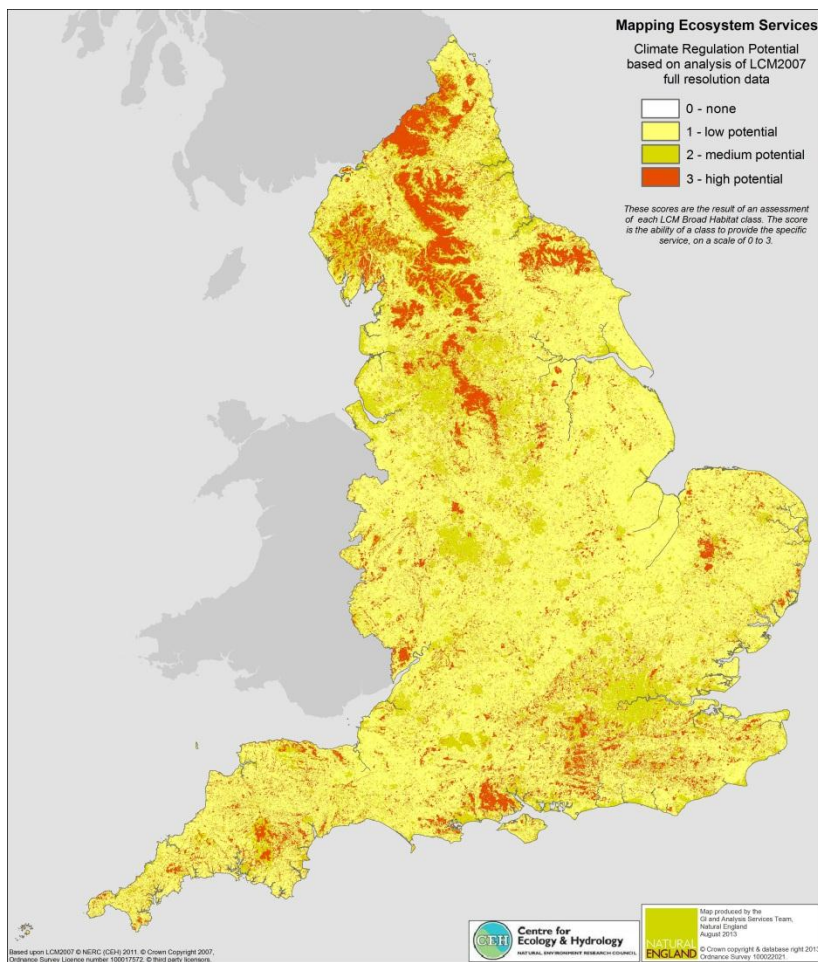 Mapping Ecosystem Services
Climate Regulation Potential
based on analysis of LCM2007
full resolution data
0 - none
1 - low potential
2 - medium potential
3 - high potential
These scores are the result of an assessment
of each LCM Broad Habitat class. The score
is the ability of a class to provide the specific
service, on a scale of 0 to 3.
Based upon LCM2007 © NERC (CEH) 2011. © Crown Copyright 2007,
Ordnance Survey Licence number 100017572. © third party licensors.
CEH
Centre for
Ecology & Hydrology
NATURAL ENVIRONMENT RESEARCH COUNCIL
NATURAL
ENGLAND
Map produced by the
GI and Analysis Services Team,
Natural England
August 2013
© Crown copyright & database right 2013
Ordnance Survey 100022021.